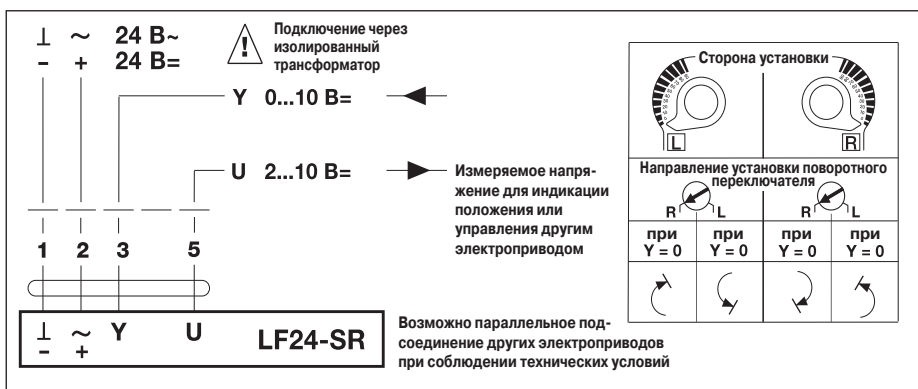 ⊥ ~ 24 В~
- + 24 В=
Подключение через
изолированный
трансформатор
Y 0...10 В=
U 2...10 В=
Измеряемое напря-
жение для индикации
положения или
управления другим
электроприводом
1 2 3 5
⊥ ~ Y U
- +
LF24-SR
Возможно параллельное под-
соединение других электроприводов
при соблюдении технических условий
Сторона установки
L R
Направление установки поворотного
переключателя
R L R L
при при при при
Y = 0 Y = 0 Y = 0 Y = 0